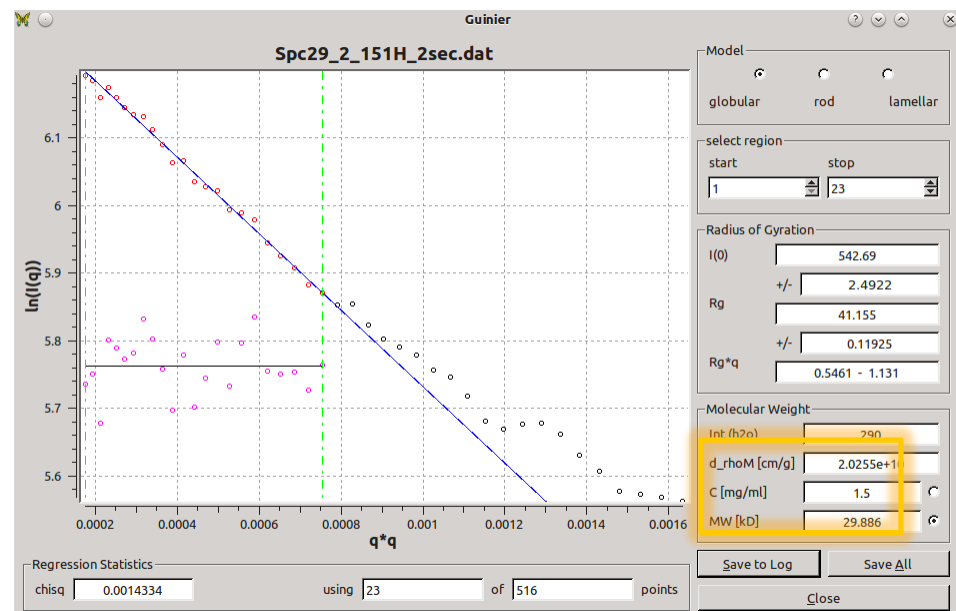 Guinier
Spc29_2_151H_2sec.dat
ln(I(q))
6.1
6
5.9
5.8
5.7
5.6
0.0002 0.0004 0.0006 0.0008 0.001 0.0012 0.0014 0.0016
q*q
Model
globular rod lamellar
select region
start stop
1 23
Radius of Gyration
I(0) 542.69
+/- 2.4922
Rg 41.155
+/- 0.11925
Rg*q 0.5461 - 1.131
Molecular Weight
Int (h2o) 290
d_rhoM [cm/g] 2.0255e+10
C [mg/ml] 1.5
MW [kD] 29.886
Regression Statistics
chisq 0.0014334 using 23 of 516 points
Save to Log Save All
Close